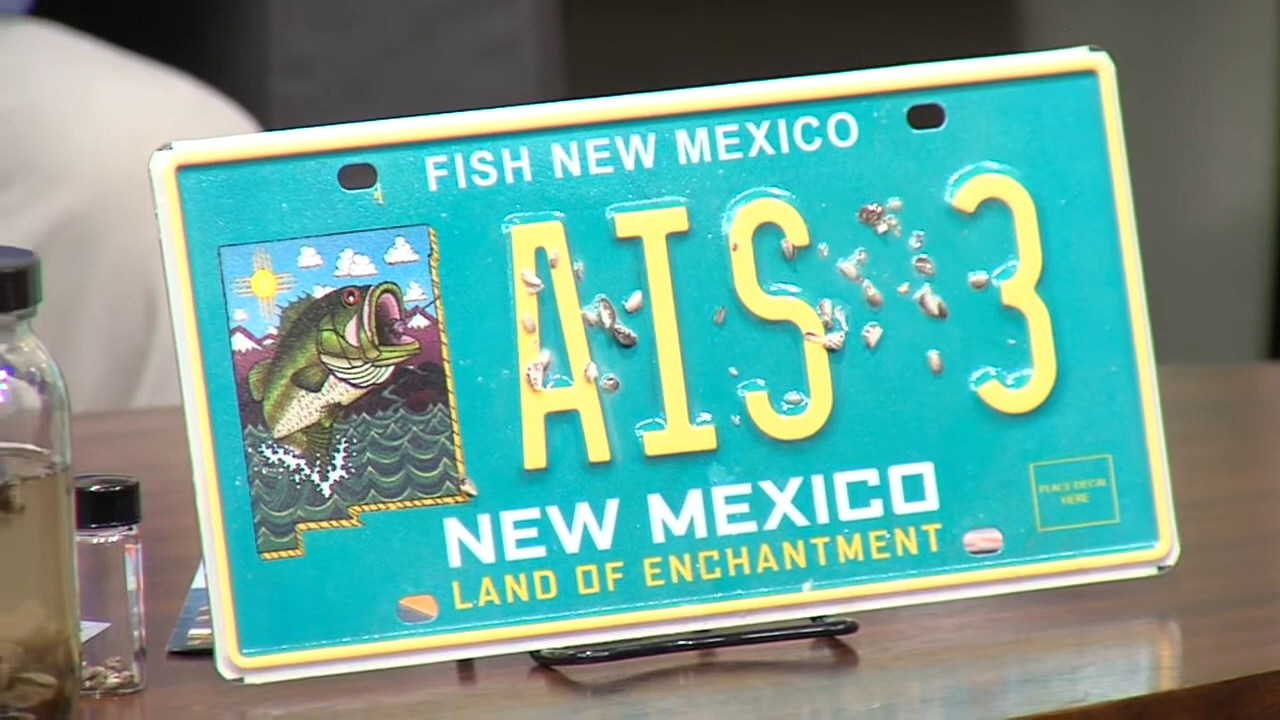 FISH NEW MEXICO
AIS 3
NEW MEXICO
LAND OF ENCHANTMENT
PLACE DECAL
HERE